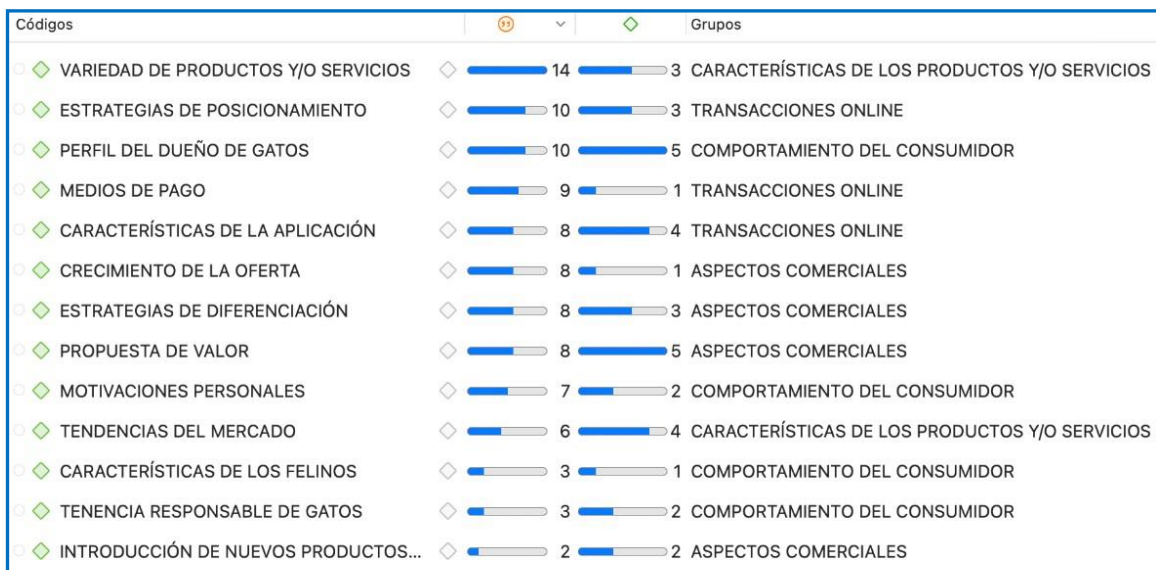 Códigos Grupos
VARIEDAD DE PRODUCTOS Y/O SERVICIOS 14 3 CARACTERÍSTICAS DE LOS PRODUCTOS Y/O SERVICIOS
ESTRATEGIAS DE POSICIONAMIENTO 10 3 TRANSACCIONES ONLINE
PERFIL DEL DUEÑO DE GATOS 10 5 COMPORTAMIENTO DEL CONSUMIDOR
MEDIOS DE PAGO 9 1 TRANSACCIONES ONLINE
CARACTERÍSTICAS DE LA APLICACIÓN 8 4 TRANSACCIONES ONLINE
CRECIMIENTO DE LA OFERTA 8 1 ASPECTOS COMERCIALES
ESTRATEGIAS DE DIFERENCIACIÓN 8 3 ASPECTOS COMERCIALES
PROPUESTA DE VALOR 8 5 ASPECTOS COMERCIALES
MOTIVACIONES PERSONALES 7 2 COMPORTAMIENTO DEL CONSUMIDOR
TENDENCIAS DEL MERCADO 6 4 CARACTERÍSTICAS DE LOS PRODUCTOS Y/O SERVICIOS
CARACTERÍSTICAS DE LOS FELINOS 3 1 COMPORTAMIENTO DEL CONSUMIDOR
TENENCIA RESPONSABLE DE GATOS 3 2 COMPORTAMIENTO DEL CONSUMIDOR
INTRODUCCIÓN DE NUEVOS PRODUCTOS... 2 2 ASPECTOS COMERCIALES